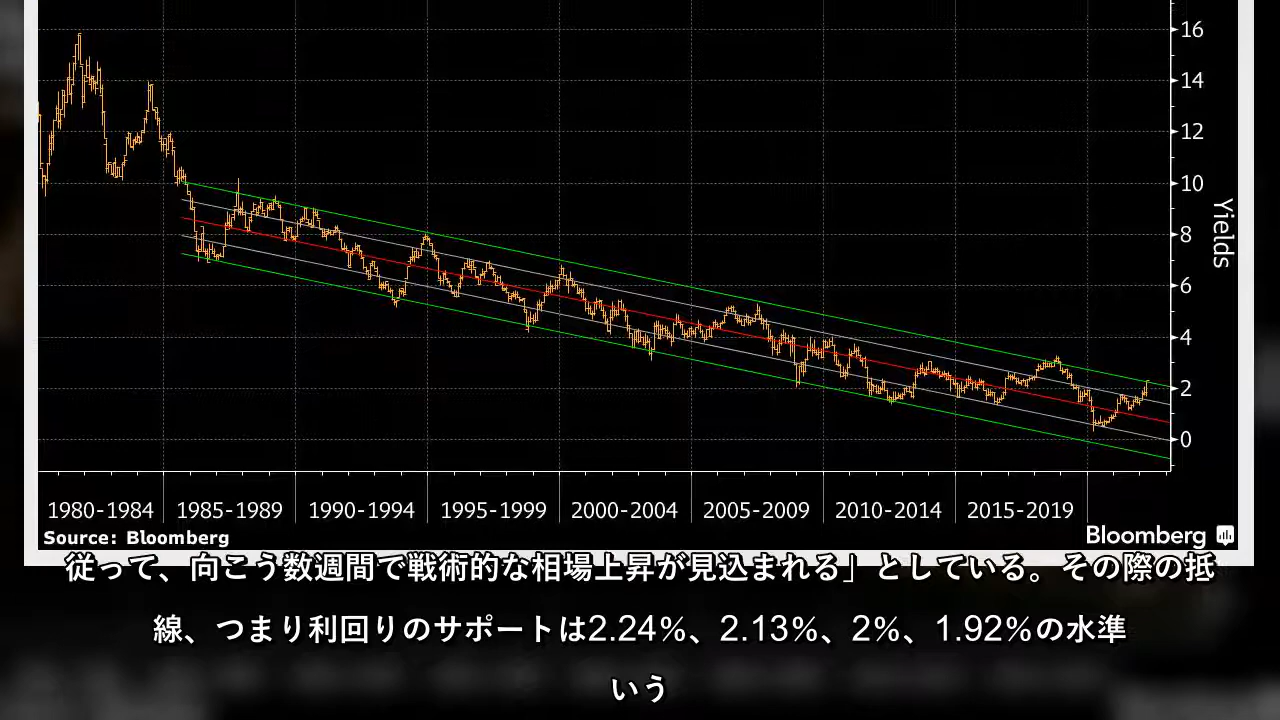 16
14
12
10
8
6
4
2
0
Yields
1980-1984 1985-1989 1990-1994 1995-1999 2000-2004 2005-2009 2010-2014 2015-2019
Source: Bloomberg
Bloomberg
従って、向こう数週間で戦術的な相場上昇が見込まれる」としている。その際の抵
線、つまり利回りのサポートは2.24%、2.13%、2%、1.92%の水準
いう